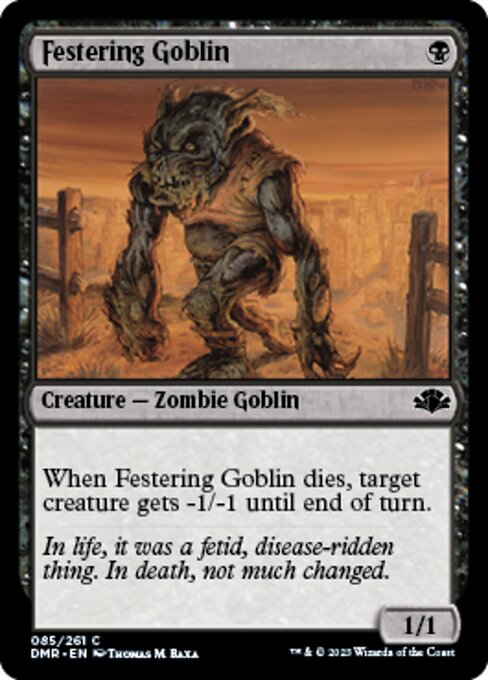 Festering Goblin
Creature — Zombie Goblin
When Festering Goblin dies, target
creature gets -1/-1 until end of turn.
In life, it was a fetid, disease-ridden
thing. In death, not much changed.
1/1
085/261 C
DMR • EN Thomas M. Baxa
™ & © 2023 Wizards of the Coast